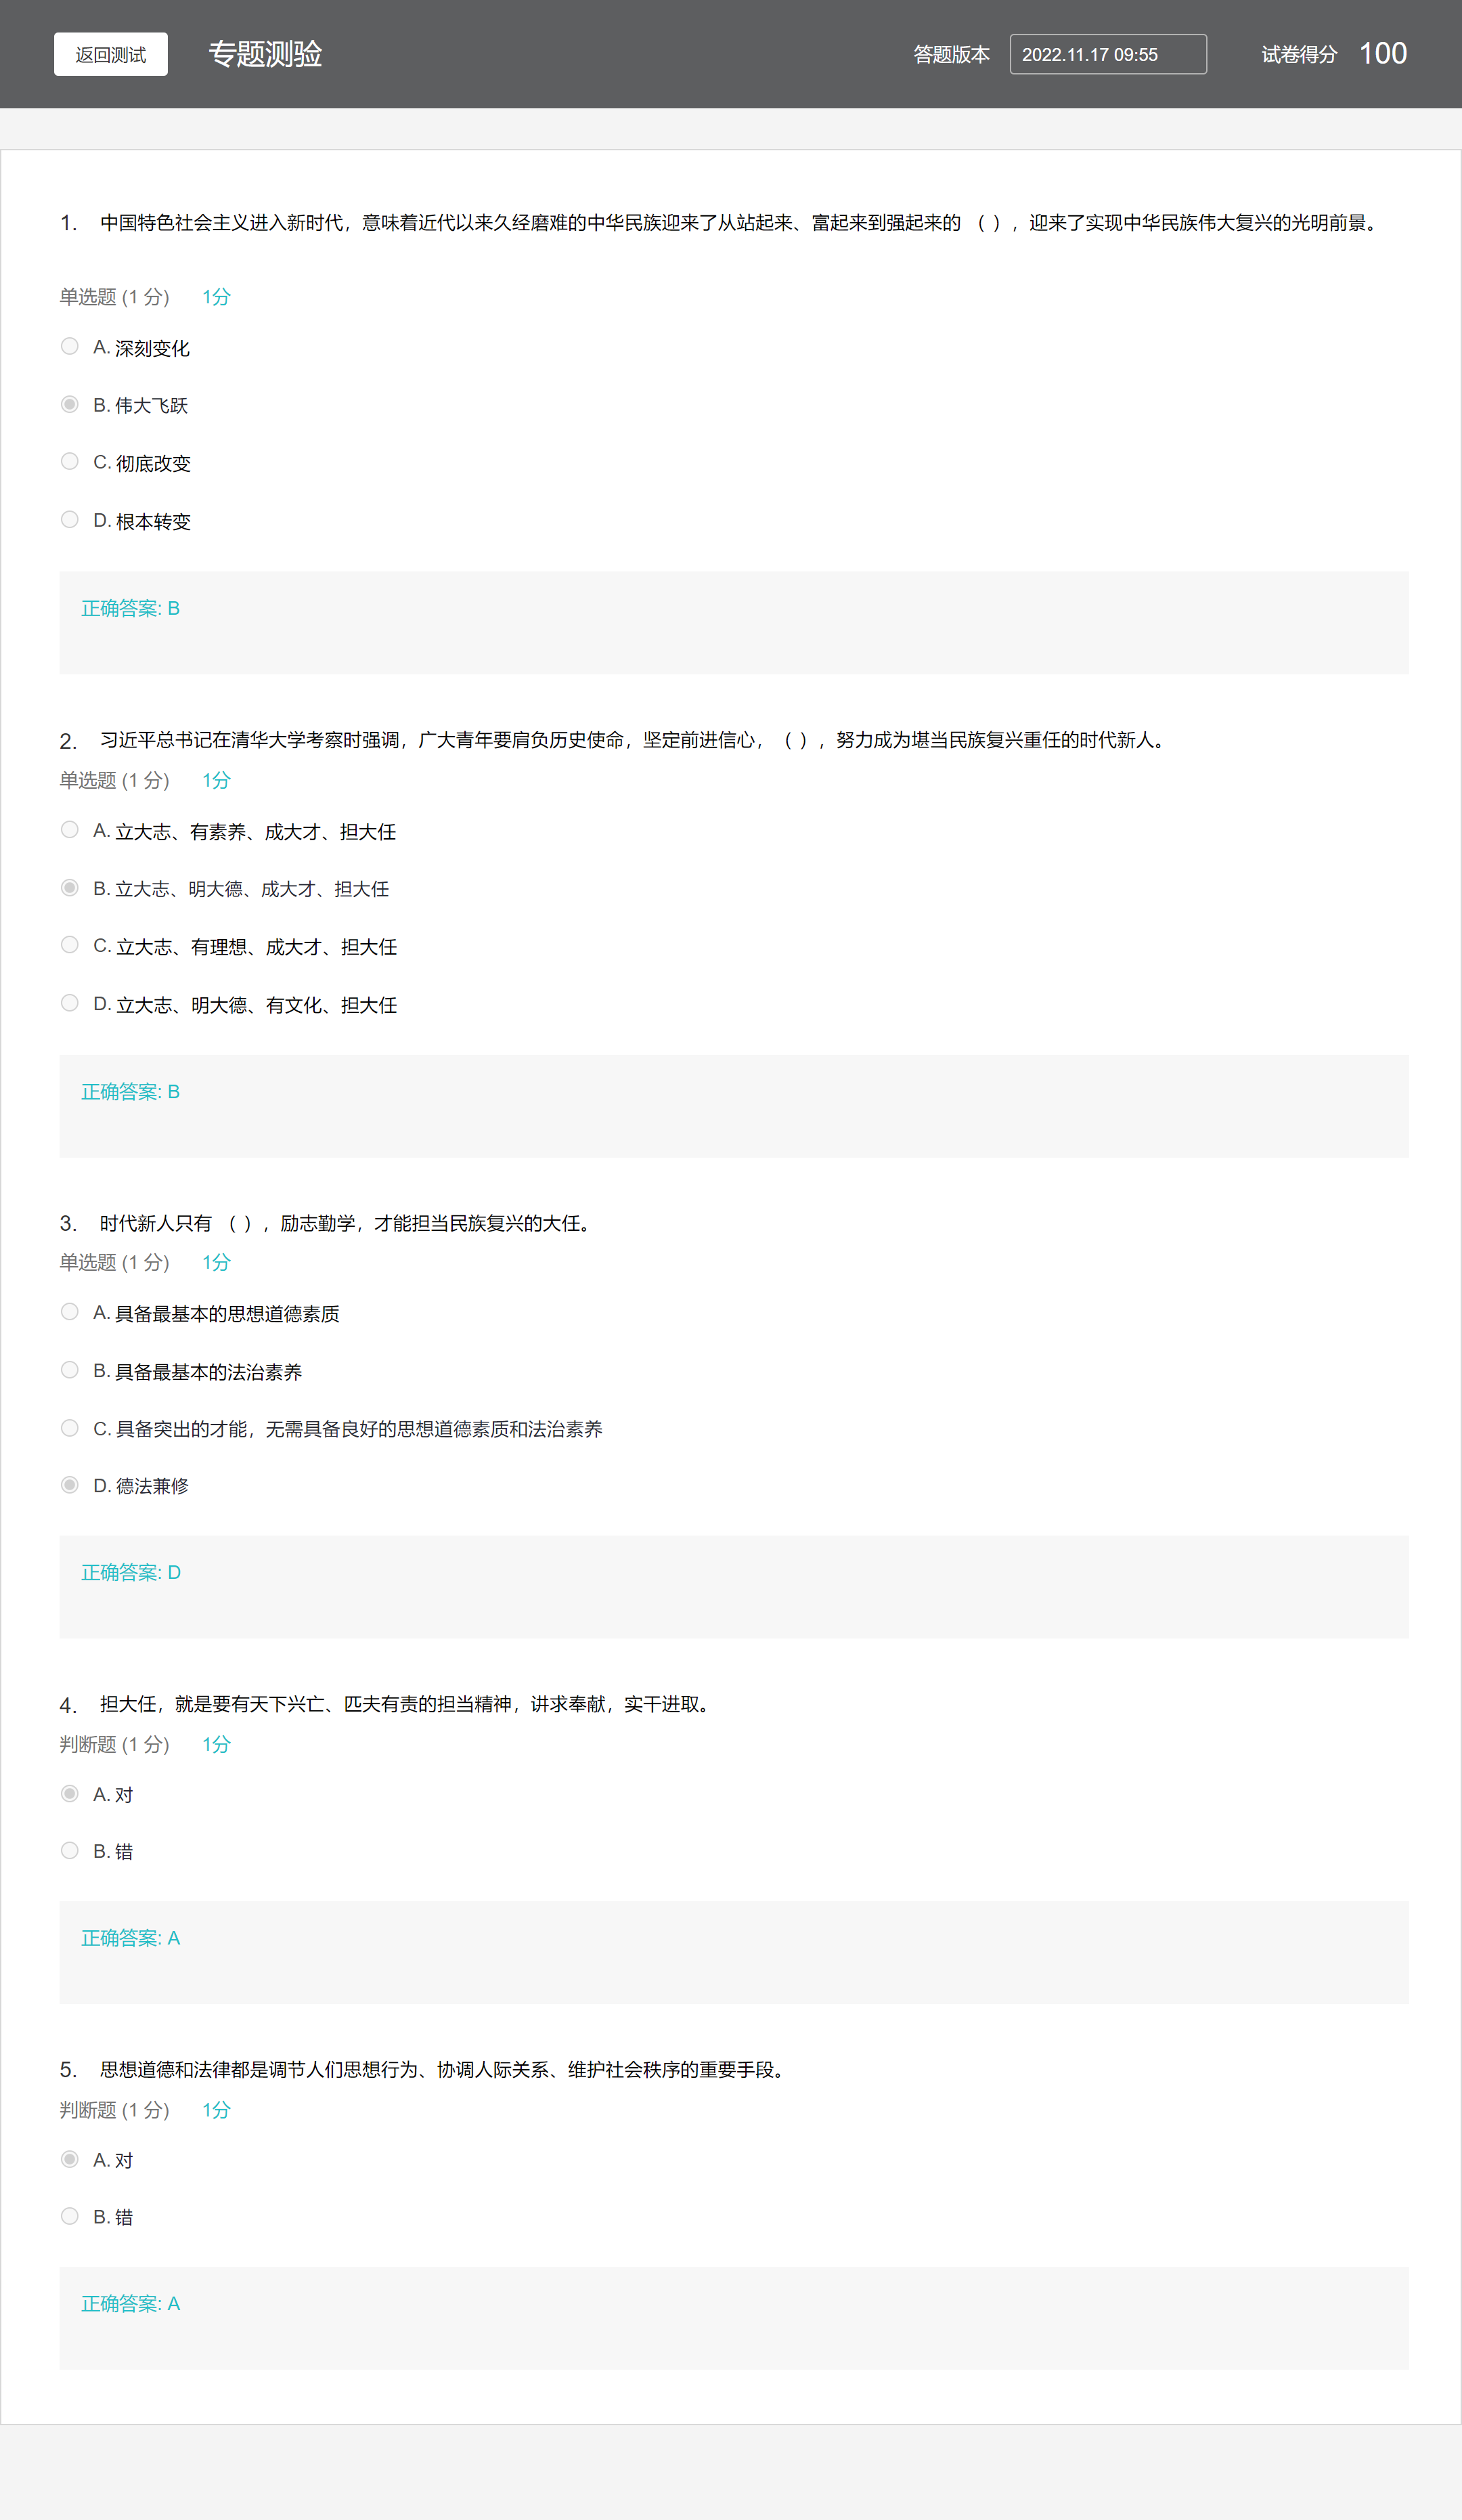 返回测试 专题测验 答题版本 2022.11.17 09:55 试卷得分 100
1. 中国特色社会主义进入新时代，意味着近代以来久经磨难的中华民族迎来了从站起来、富起来到强起来的 （ ），迎来了实现中华民族伟大复兴的光明前景。
单选题 (1 分) 1分
A. 深刻变化
B. 伟大飞跃
C. 彻底改变
D. 根本转变
正确答案: B
2. 习近平总书记在清华大学考察时强调，广大青年要肩负历史使命，坚定前进信心，（ ），努力成为堪当民族复兴重任的时代新人。
单选题 (1 分) 1分
A. 立大志、有素养、成大才、担大任
B. 立大志、明大德、成大才、担大任
C. 立大志、有理想、成大才、担大任
D. 立大志、明大德、有文化、担大任
正确答案: B
3. 时代新人只有 （ ），励志勤学，才能担当民族复兴的大任。
单选题 (1 分) 1分
A. 具备最基本的思想道德素质
B. 具备最基本的法治素养
C. 具备突出的才能，无需具备良好的思想道德素质和法治素养
D. 德法兼修
正确答案: D
4. 担大任，就是要有天下兴亡、匹夫有责的担当精神，讲求奉献，实干进取。
判断题 (1 分) 1分
A. 对
B. 错
正确答案: A
5. 思想道德和法律都是调节人们思想行为、协调人际关系、维护社会秩序的重要手段。
判断题 (1 分) 1分
A. 对
B. 错
正确答案: A